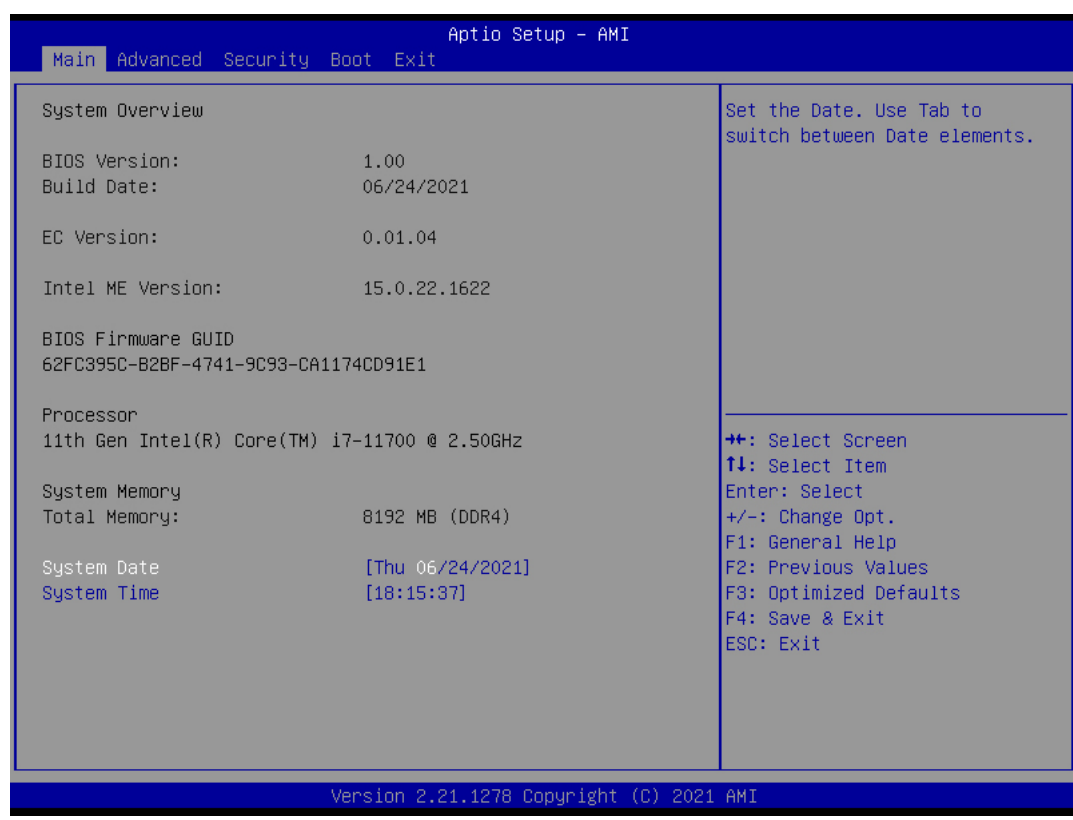 Aptio Setup – AMI
Main Advanced Security Boot Exit
System Overview
BIOS Version: 1.00
Build Date: 06/24/2021
EC Version: 0.01.04
Intel ME Version: 15.0.22.1622
BIOS Firmware GUID
62FC395C-B2BF-4741-9C93-CA1174CD91E1
Processor
11th Gen Intel(R) Core(TM) i7-11700 @ 2.50GHz
System Memory
Total Memory: 8192 MB (DDR4)
System Date [Thu 06/24/2021]
System Time [18:15:37]
Set the Date. Use Tab to
switch between Date elements.
→←: Select Screen
↑↓: Select Item
Enter: Select
+/-: Change Opt.
F1: General Help
F2: Previous Values
F3: Optimized Defaults
F4: Save & Exit
ESC: Exit
Version 2.21.1278 Copyright (C) 2021 AMI